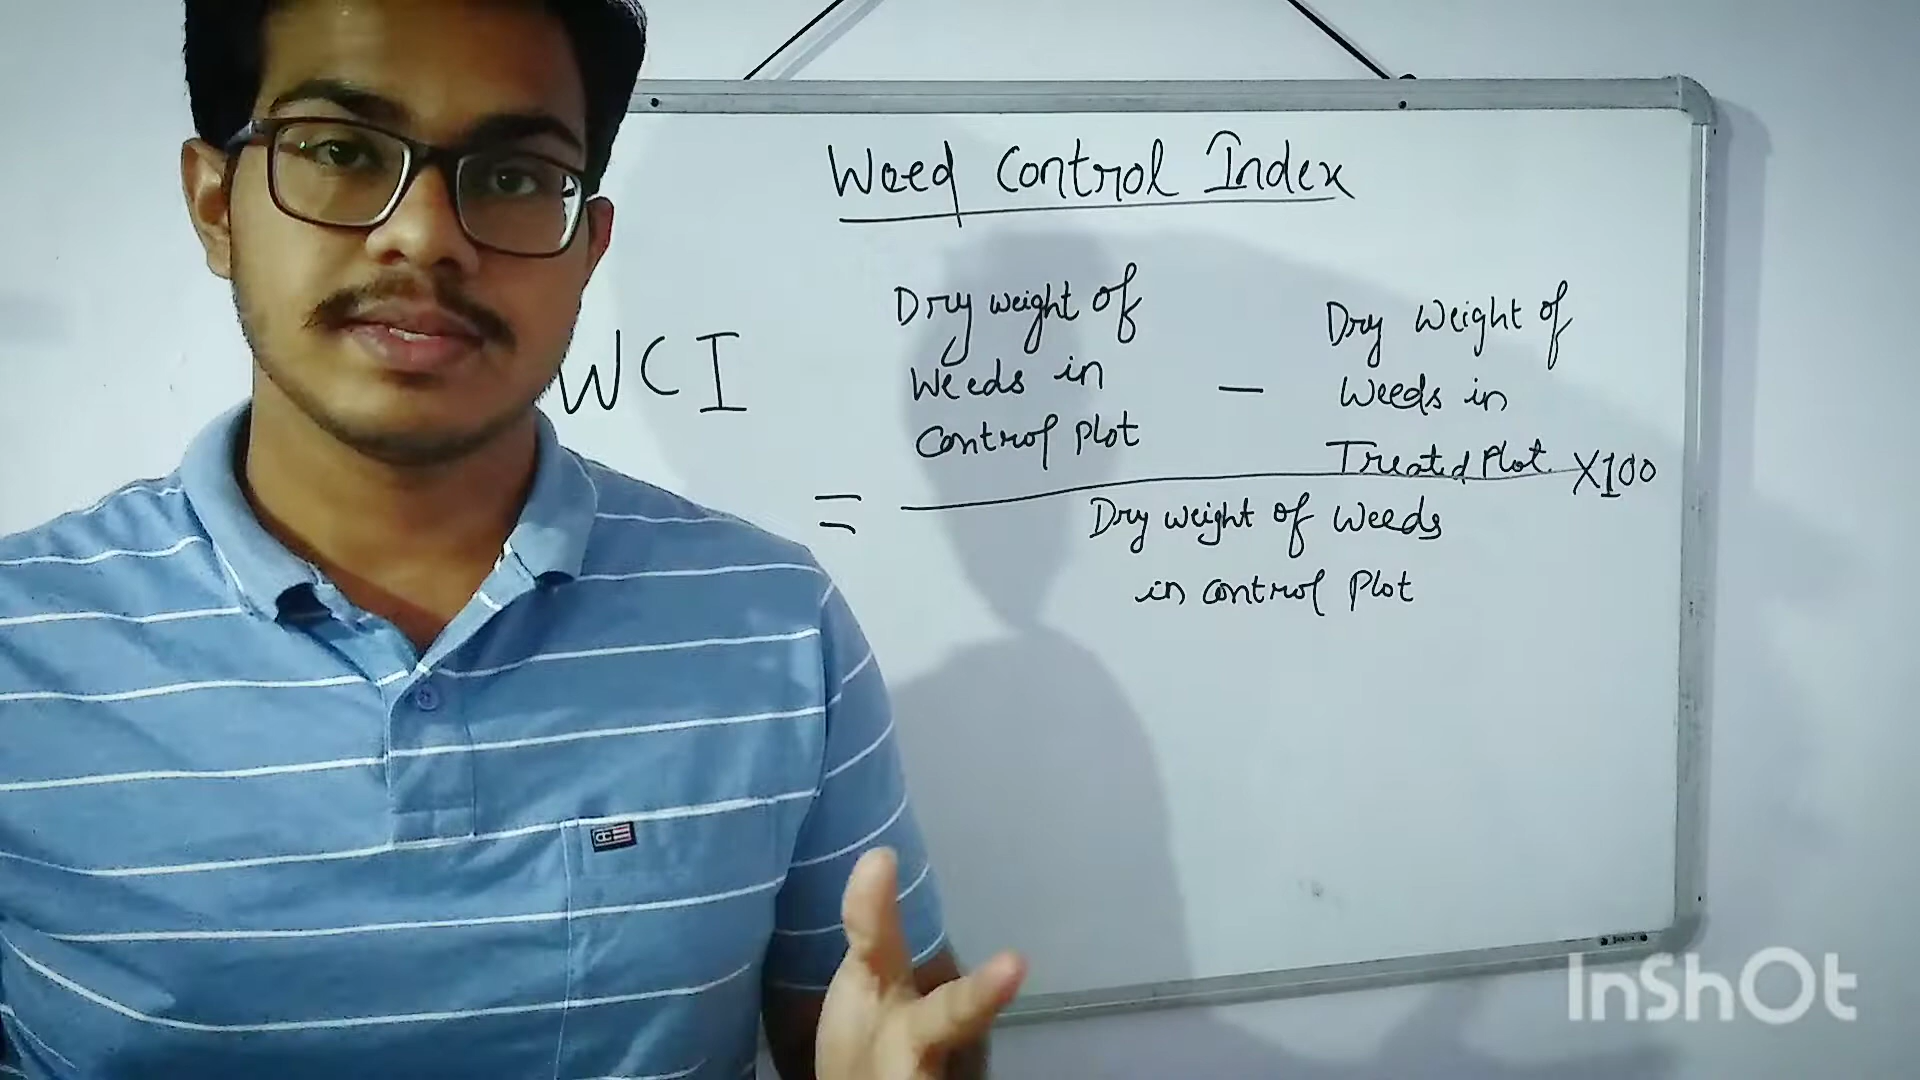 Weed Control Index
WCI
=
Dry weight of
Weeds in
Control Plot
-
Dry Weight of
Weeds in
Treated Plot
X100
Dry weight of Weeds
in control Plot
InShOt